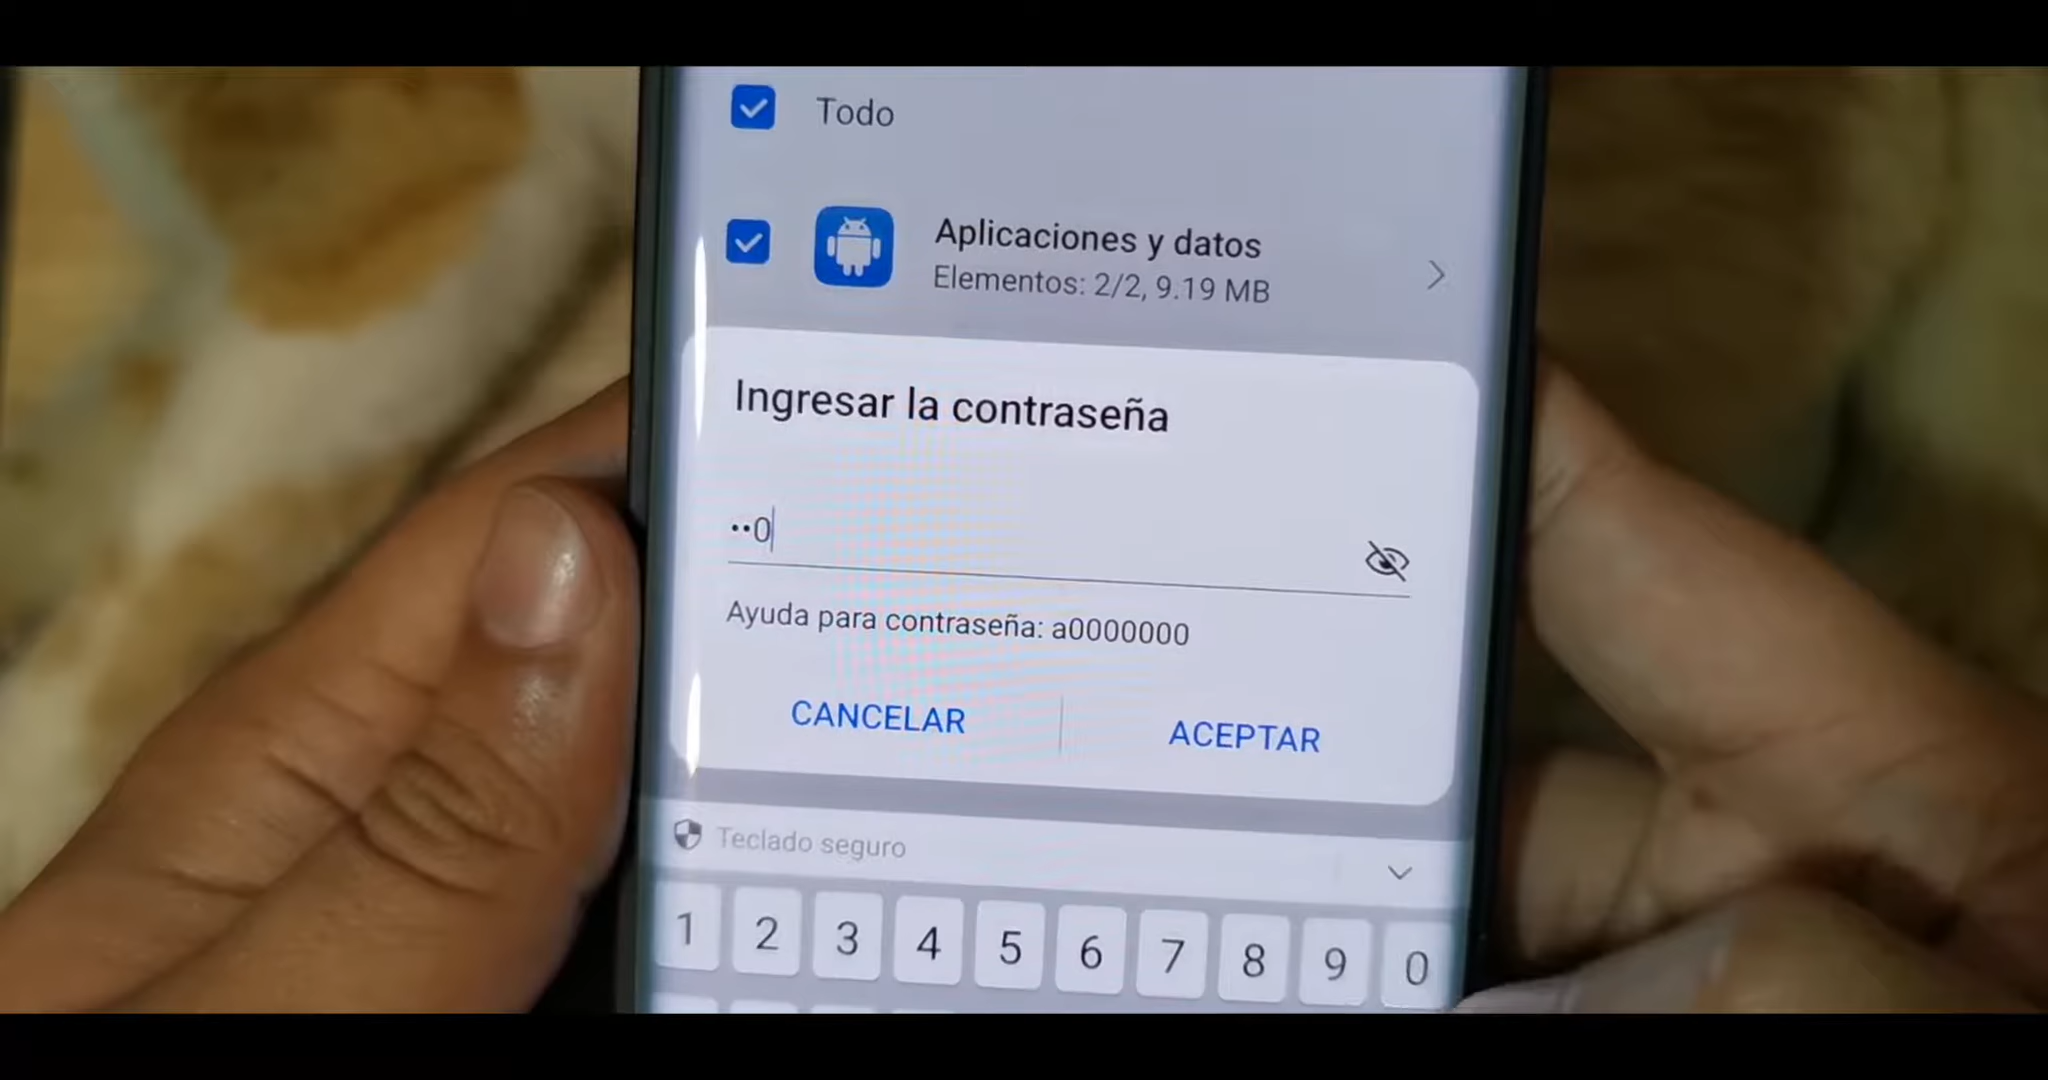 Todo
Aplicaciones y datos
Elementos: 2/2, 9.19 MB
Ingresar la contraseña
••0
Ayuda para contraseña: a0000000
CANCELAR
ACEPTAR
Teclado seguro
1 2 3 4 5 6 7 8 9 0